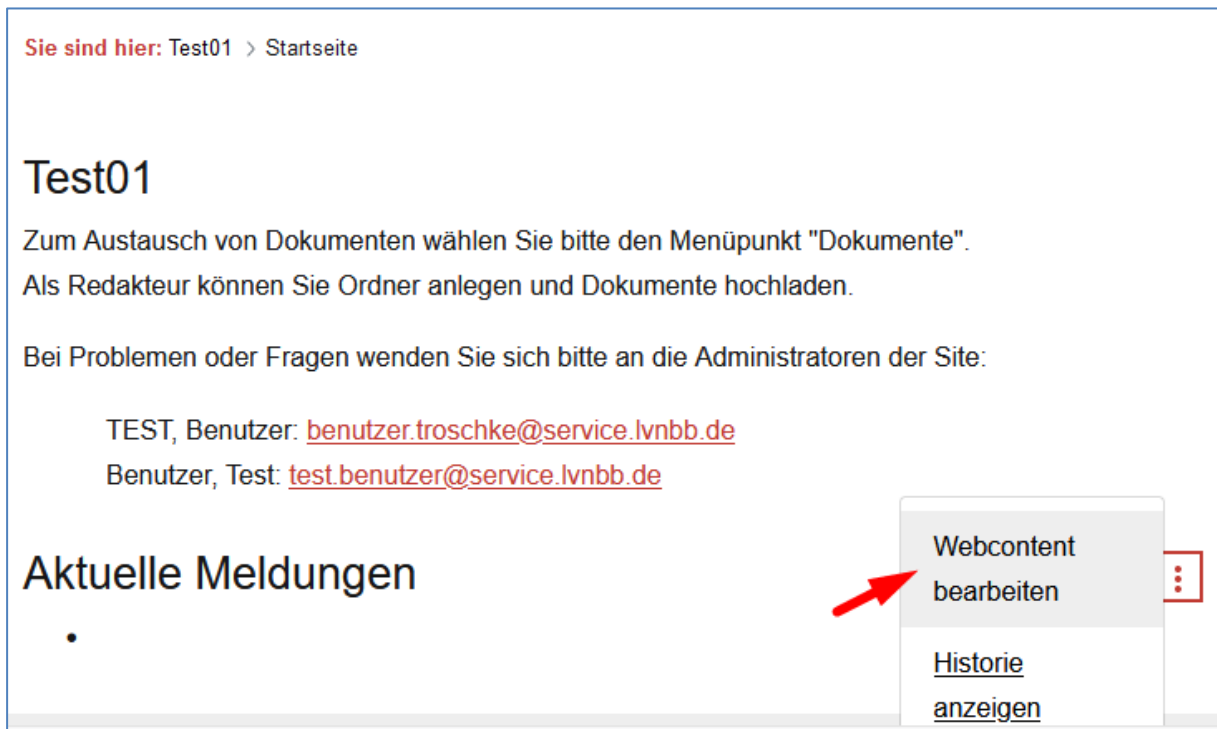 Sie sind hier: Test01 > Startseite
Test01
Zum Austausch von Dokumenten wählen Sie bitte den Menüpunkt "Dokumente".
Als Redakteur können Sie Ordner anlegen und Dokumente hochladen.
Bei Problemen oder Fragen wenden Sie sich bitte an die Administratoren der Site:
TEST, Benutzer: benutzer.troschke@service.lvnbb.de
Benutzer, Test: test.benutzer@service.lvnbb.de
Aktuelle Meldungen
•
Webcontent
bearbeiten
Historie
anzeigen